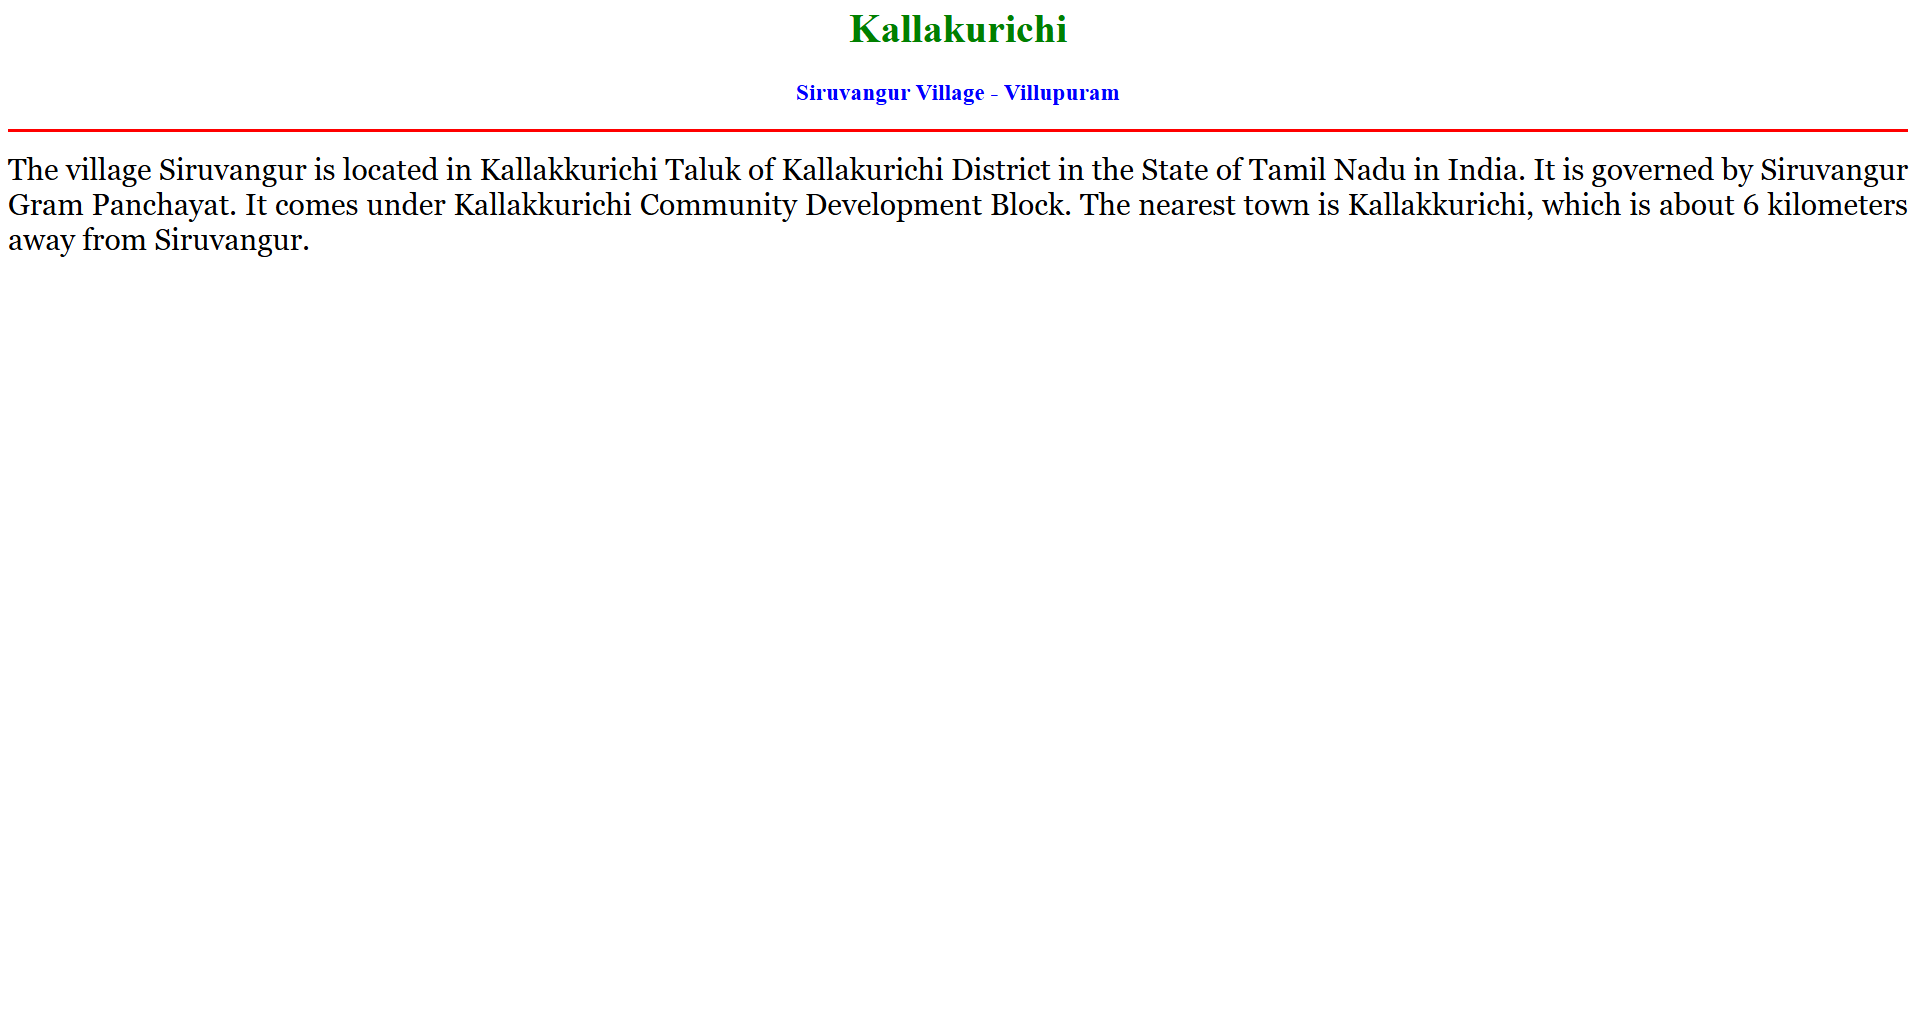 Kallakurichi
Siruvangur Village - Villupuram
The village Siruvangur is located in Kallakkurichi Taluk of Kallakurichi District in the State of Tamil Nadu in India. It is governed by Siruvangur
Gram Panchayat. It comes under Kallakkurichi Community Development Block. The nearest town is Kallakkurichi, which is about 6 kilometers
away from Siruvangur.